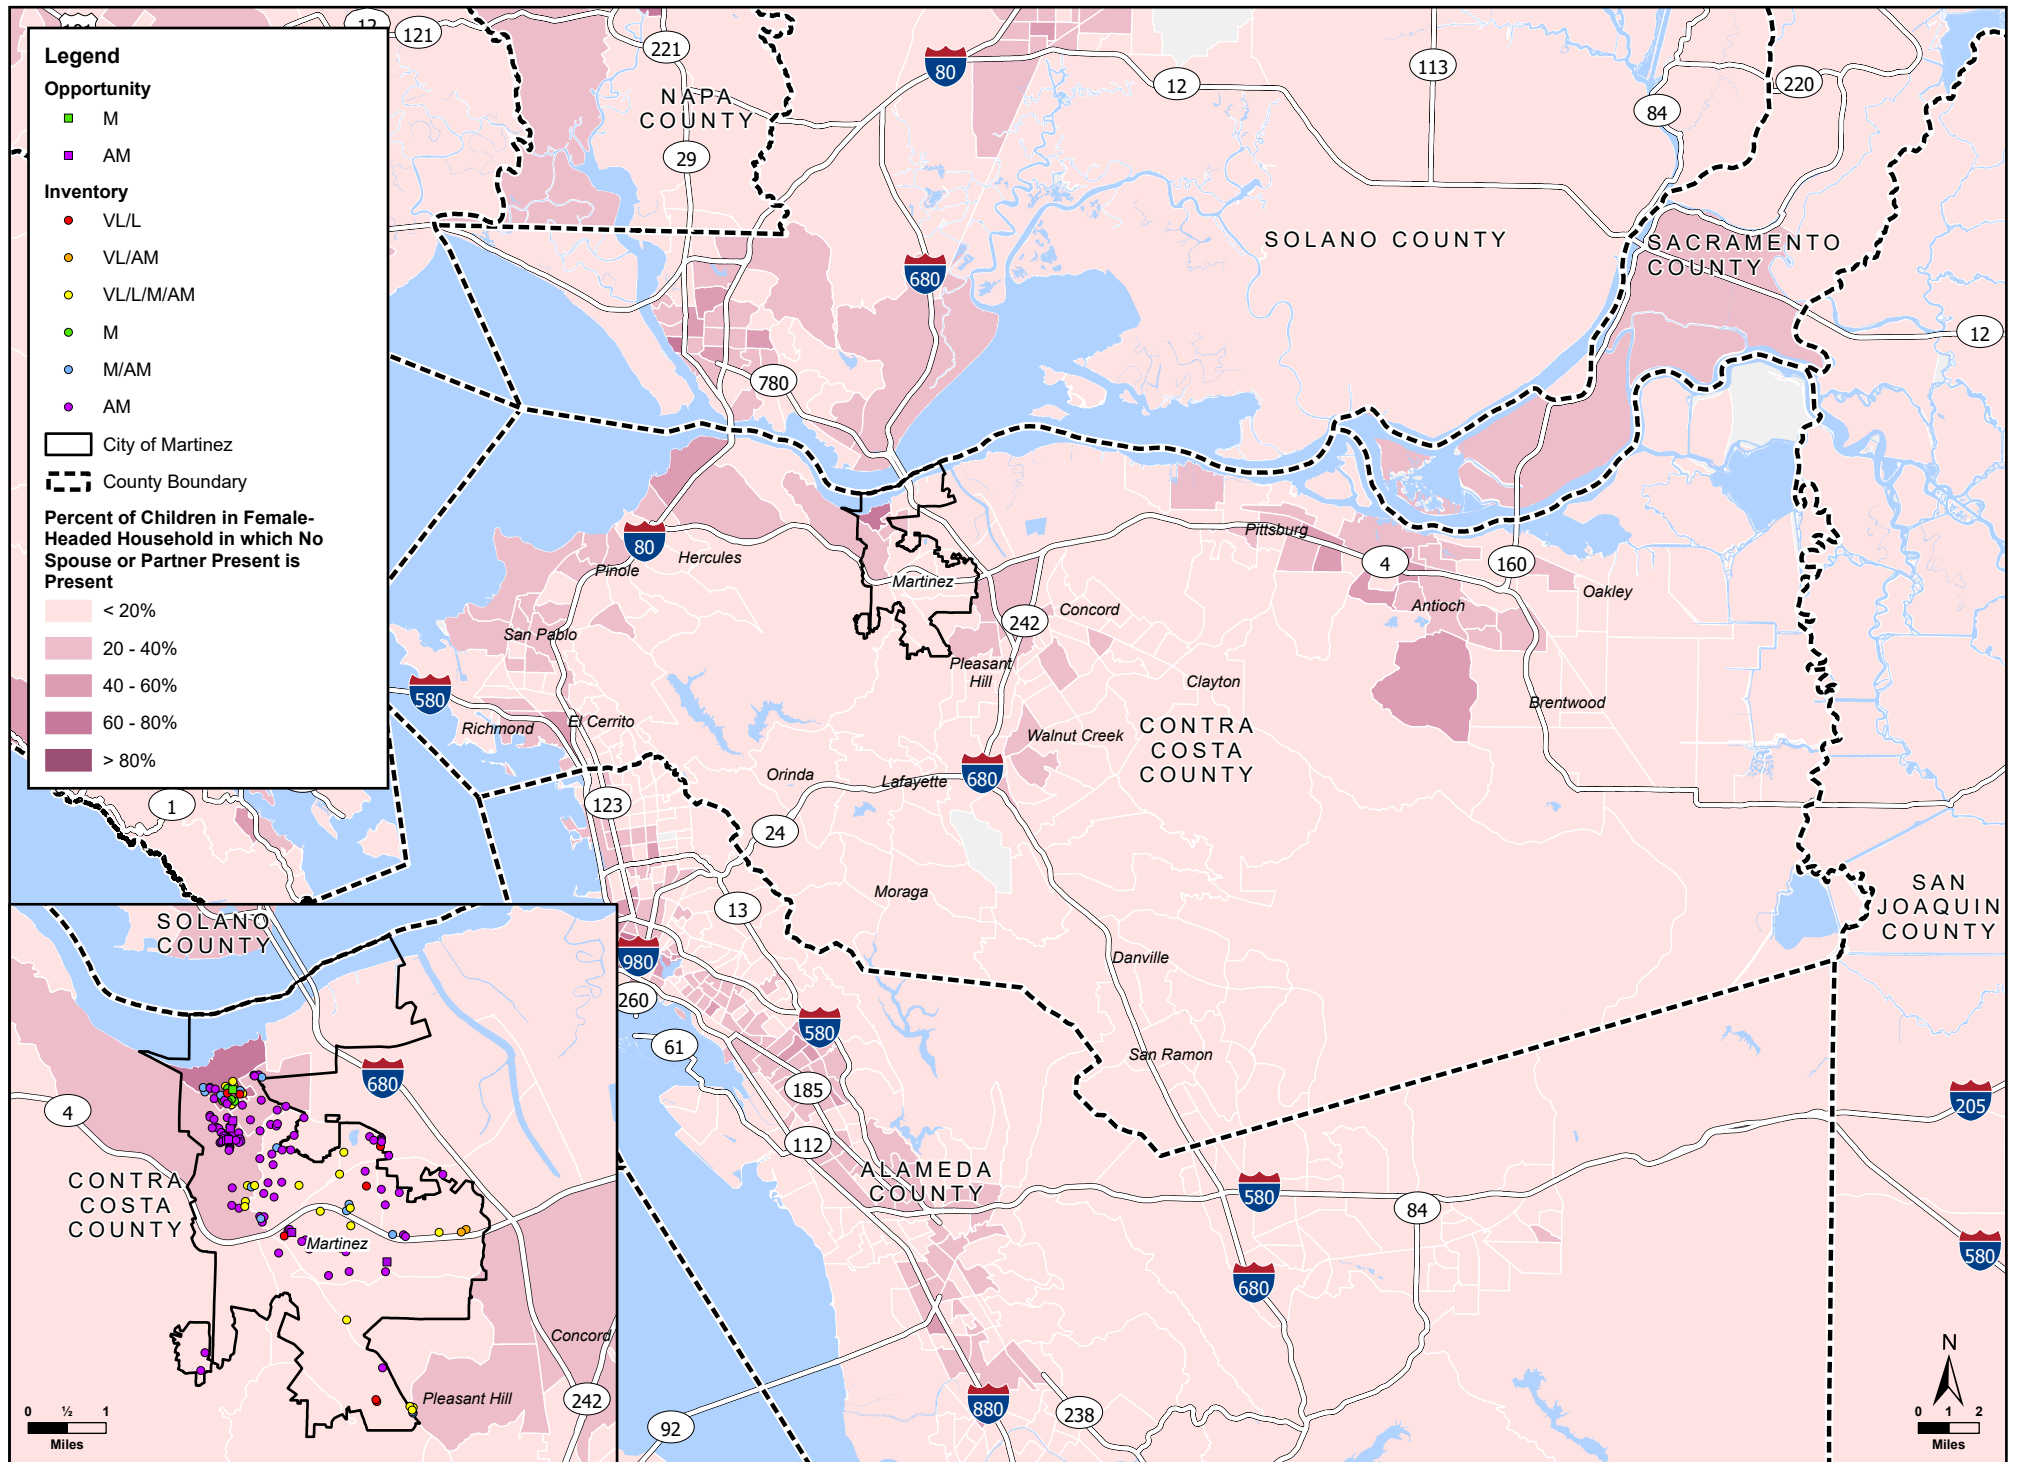 Legend
Opportunity
M
AM
Inventory
VL/L
VL/AM
VL/L/M/AM
M
M/AM
AM
City of Martinez
County Boundary
Percent of Children in Female-
Headed Household in which No
Spouse or Partner Present is
Present
< 20%
20 - 40%
40 - 60%
60 - 80%
> 80%
12
121
221
80
12
113
84
220
NAPA
COUNTY
29
680
SOLANO COUNTY
SACRAMENTO
COUNTY
12
780
80
Hercules
Pinole
Martinez
Pittsburg
4
160
Antioch
Oakley
San Pablo
242
Concord
Pleasant
Hill
Clayton
580
Richmond
El Cerrito
Walnut Creek
Brentwood
CONTRA
COSTA
COUNTY
Orinda
Lafayette
680
1
123
24
Moraga
13
SAN
JOAQUIN
COUNTY
980
Danville
260
580
61
San Ramon
185
205
112
ALAMEDA
COUNTY
580
84
580
680
880
238
92
N
0 1 2
Miles
SOLANO
COUNTY
680
4
CONTRA
COSTA
COUNTY
Martinez
Concord
Pleasant Hill
242
0 ½ 1
Miles